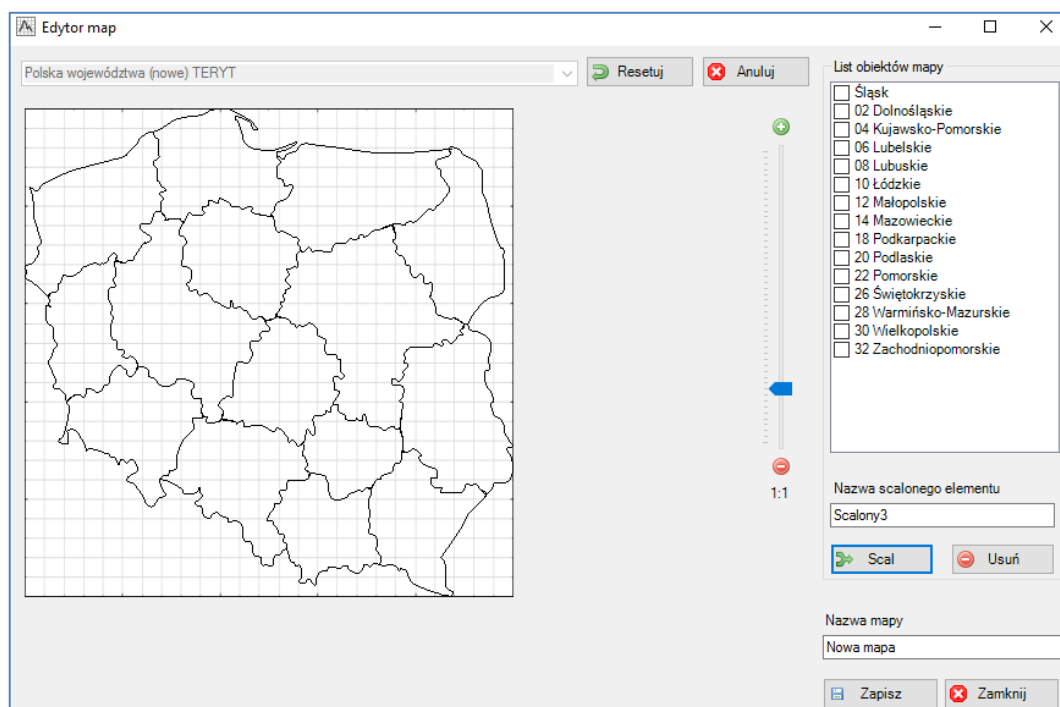 Edytor map
Polska województwa (nowe) TERYT
Resetuj
Anuluj
List obiektów mapy
Śląsk
02 Dolnośląskie
04 Kujawsko-Pomorskie
06 Lubelskie
08 Lubuskie
10 Łódzkie
12 Małopolskie
14 Mazowieckie
18 Podkarpackie
20 Podlaskie
22 Pomorskie
26 Świętokrzyskie
28 Warmińsko-Mazurskie
30 Wielkopolskie
32 Zachodniopomorskie
1:1
Nazwa scalonego elementu
Scalony3
Scal
Usuń
Nazwa mapy
Nowa mapa
Zapisz
Zamknij